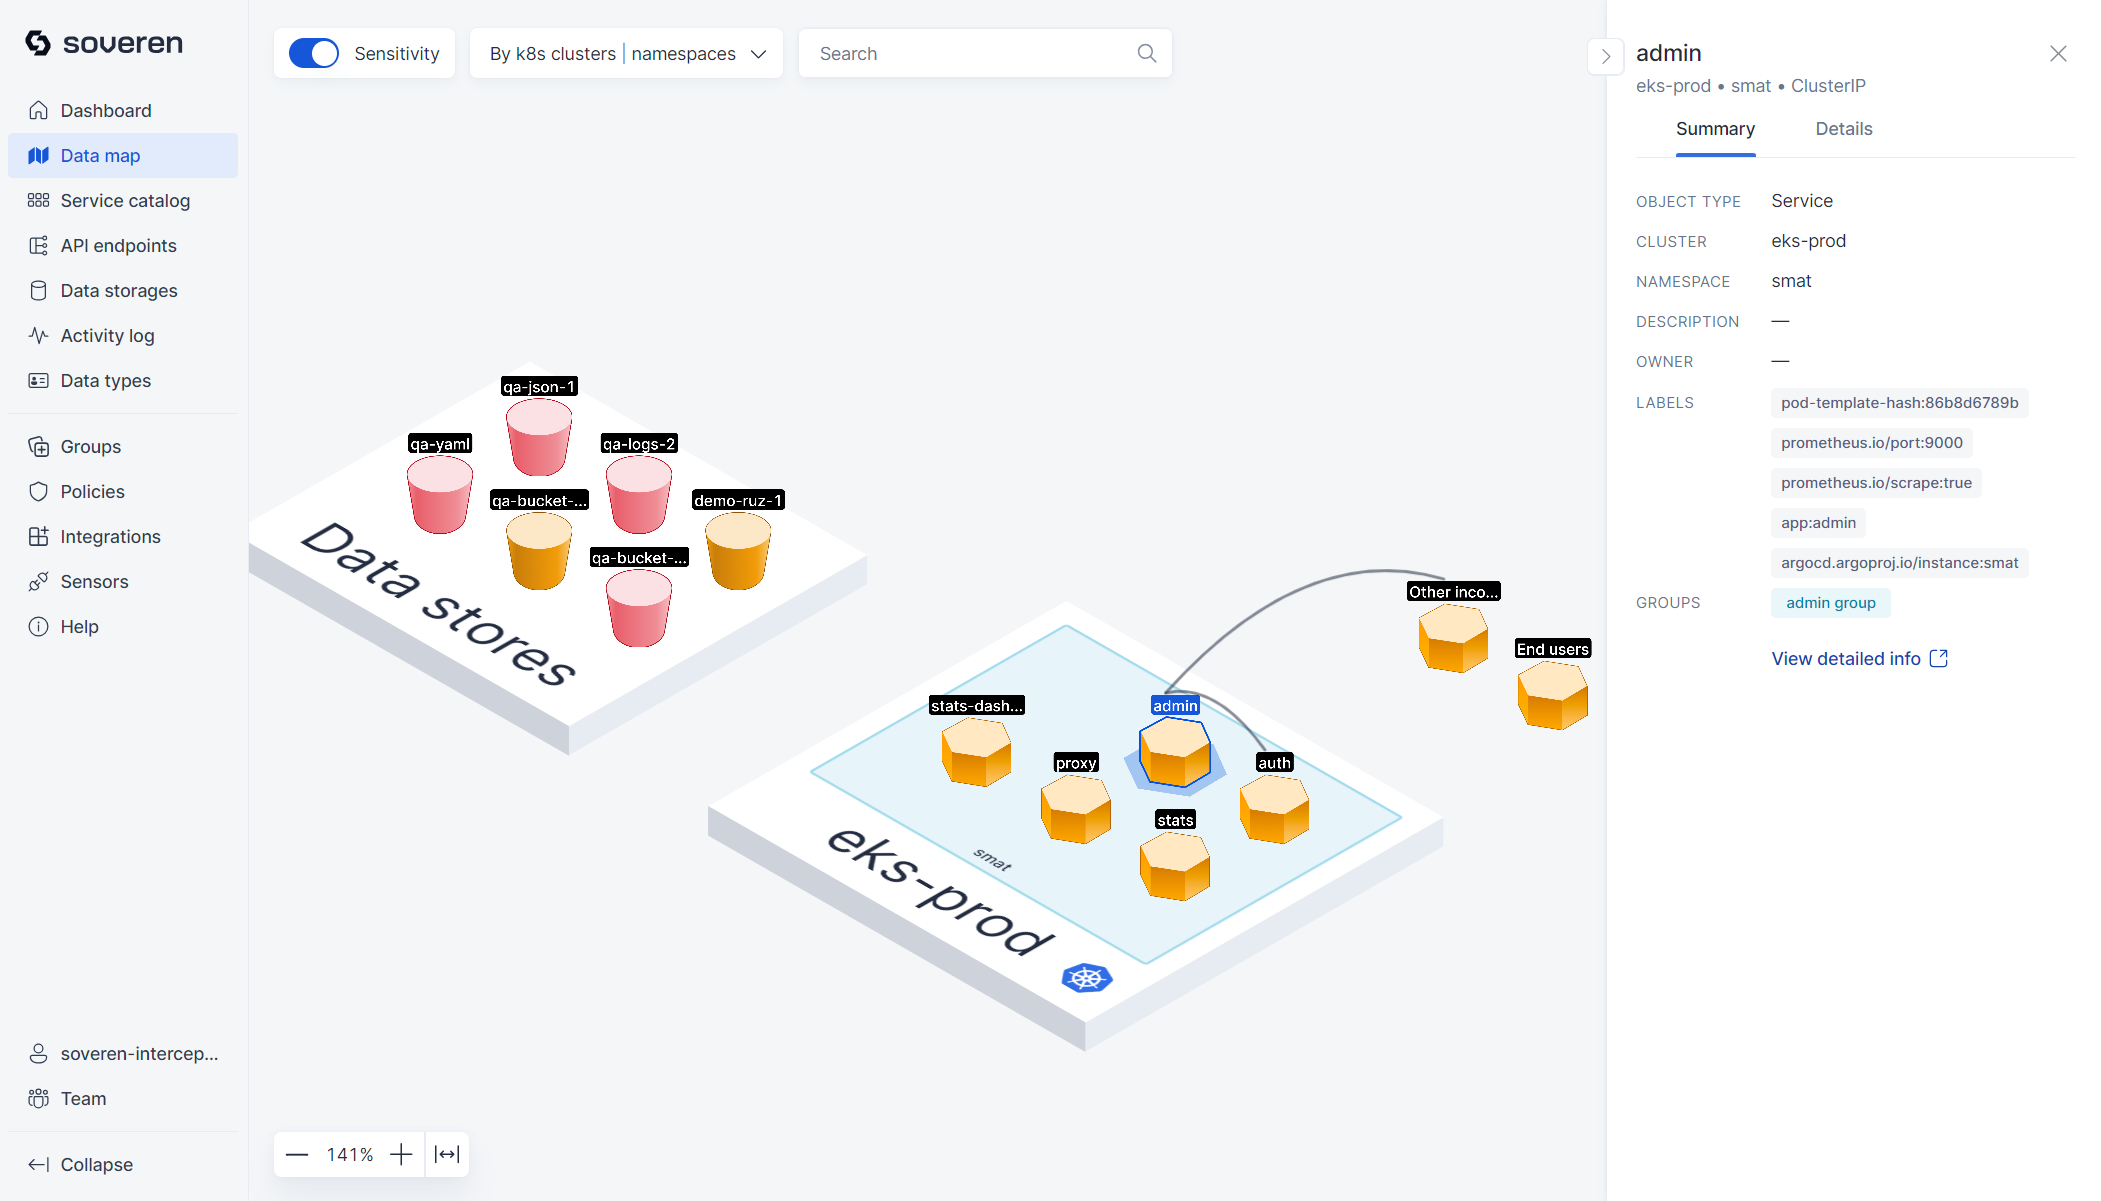 soveren
Dashboard
Data map
Service catalog
API endpoints
Data storages
Activity log
Data types
Groups
Policies
Integrations
Sensors
Help
soveren-intercep...
Team
Collapse
Sensitivity
By k8s clusters | namespaces
Search
qa-json-1
qa-yaml
qa-logs-2
qa-bucket-...
demo-ruz-1
qa-bucket-...
Data stores
Other inco...
End users
stats-dash...
admin
proxy
auth
stats
smat
eks-prod
141%
admin
eks-prod • smat • ClusterIP
Summary
Details
OBJECT TYPE Service
CLUSTER eks-prod
NAMESPACE smat
DESCRIPTION —
OWNER —
LABELS pod-template-hash:86b8d6789b
prometheus.io/port:9000
prometheus.io/scrape:true
app:admin
argocd.argoproj.io/instance:smat
GROUPS admin group
View detailed info